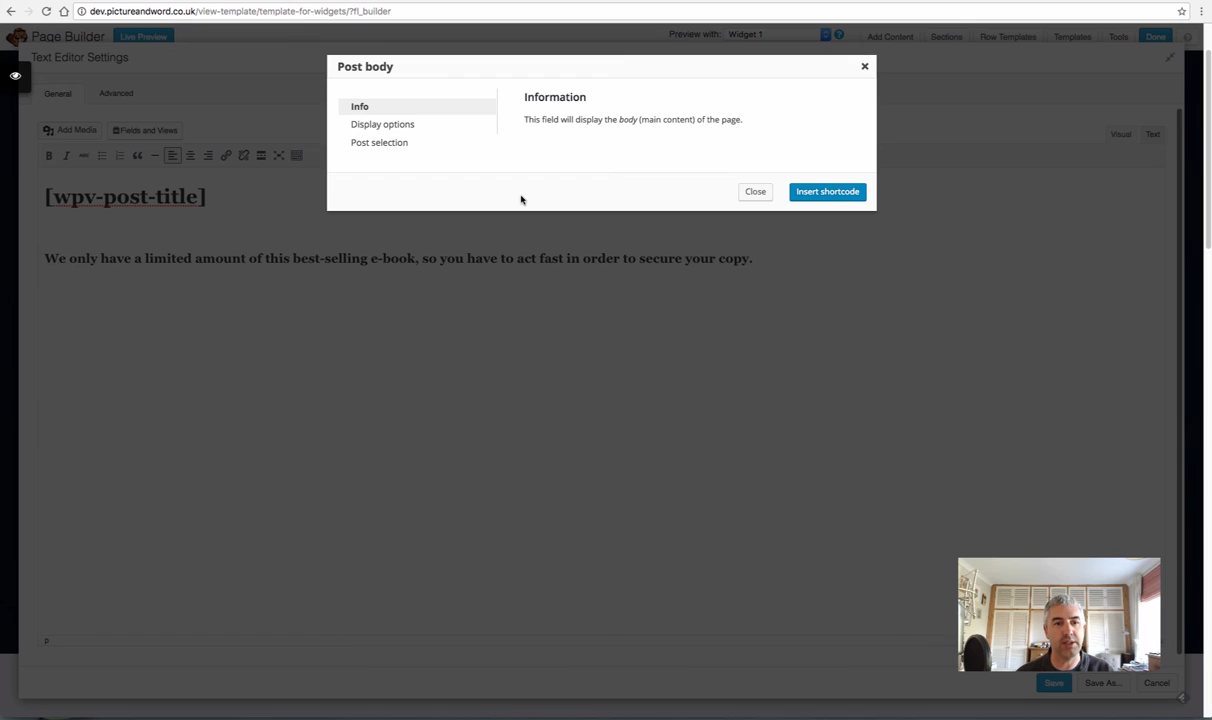 dev.pictureandword.co.uk/view-template/template-for-widgets/?fl_builder
Page Builder
Live Preview
Preview with: Widget 1
Add Content
Sections
Row Templates
Templates
Tools
Done
Text Editor Settings
General
Advanced
Add Media
Fields and Views
Visual
Text
Post body
Info
Display options
Post selection
Information
This field will display the body (main content) of the page.
Close
Insert shortcode
[wpv-post-title]
We only have a limited amount of this best-selling e-book, so you have to act fast in order to secure your copy.
p
Save
Save As...
Cancel